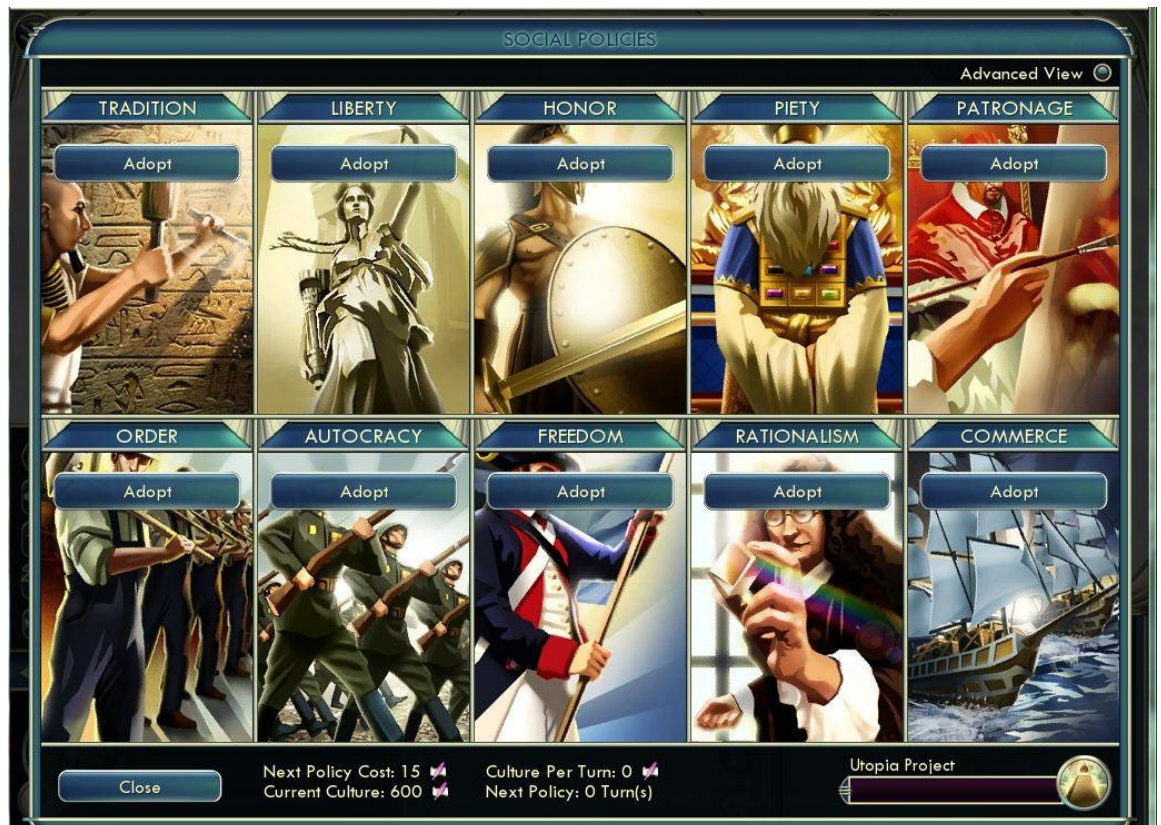 SOCIAL POLICIES
Advanced View
TRADITION
LIBERTY
HONOR
PIETY
PATRONAGE
Adopt
Adopt
Adopt
Adopt
Adopt
ORDER
AUTOCRACY
FREEDOM
RATIONALISM
COMMERCE
Adopt
Adopt
Adopt
Adopt
Adopt
Close
Next Policy Cost: 15
Current Culture: 600
Culture Per Turn: 0
Next Policy: 0 Turn(s)
Utopia Project